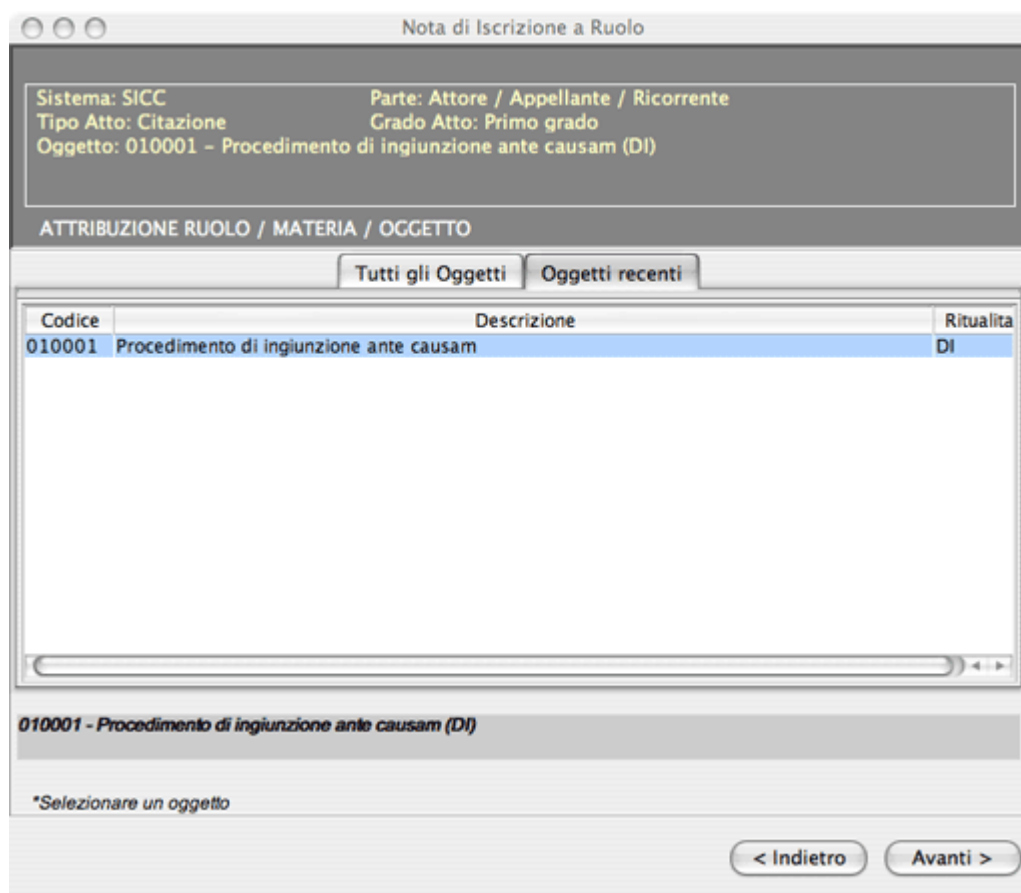 Nota di Iscrizione a Ruolo
Sistema: SICC Parte: Attore / Appellante / Ricorrente
Tipo Atto: Citazione Grado Atto: Primo grado
Oggetto: 010001 – Procedimento di ingiunzione ante causam (DI)
ATTRIBUZIONE RUOLO / MATERIA / OGGETTO
Tutti gli Oggetti Oggetti recenti
Codice Descrizione Ritualita
010001 Procedimento di ingiunzione ante causam DI
010001 - Procedimento di ingiunzione ante causam (DI)
*Selezionare un oggetto
< Indietro Avanti >